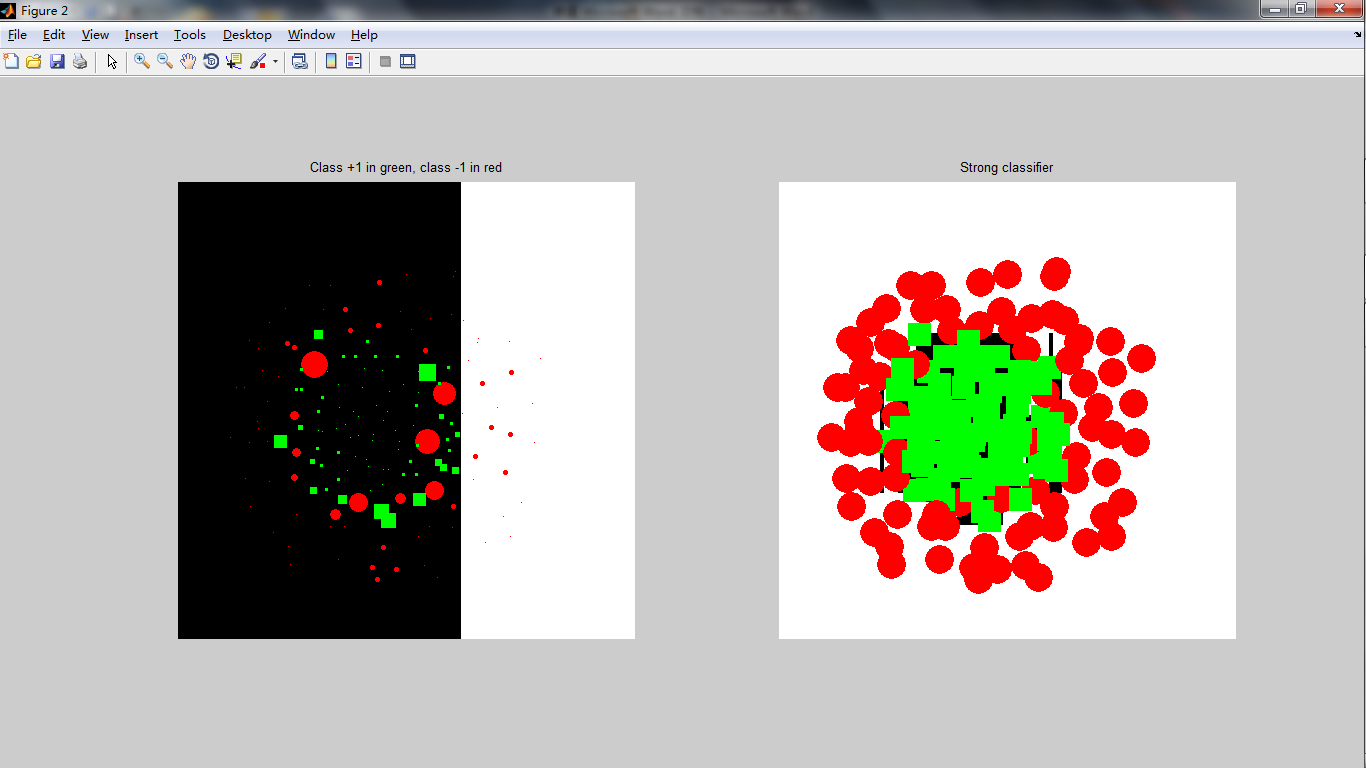 Figure 2
File Edit View Insert Tools Desktop Window Help
Class +1 in green, class -1 in red
Strong classifier